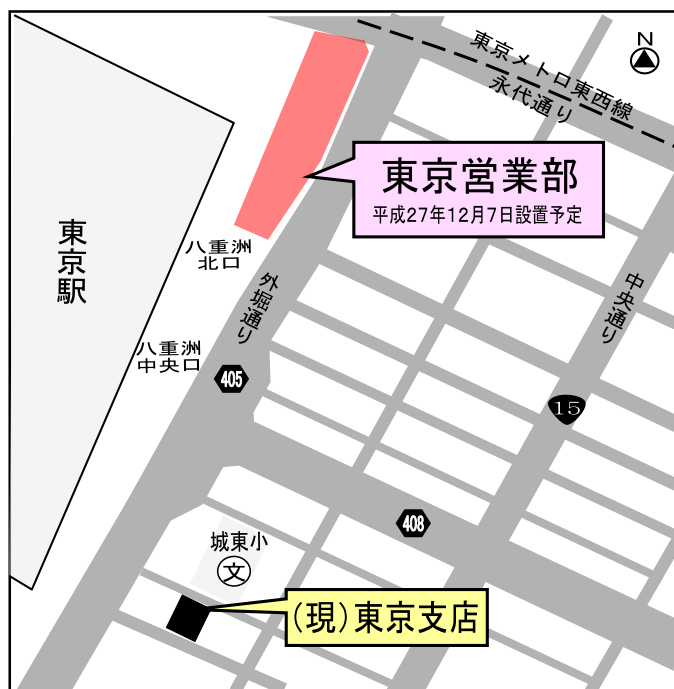 N
東京メトロ東西線
永代通り
東京営業部
平成27年12月7日設置予定
東京駅
八重洲
北口
外堀通り
中央通り
八重洲
中央口
405
15
408
城東小
文
(現)東京支店